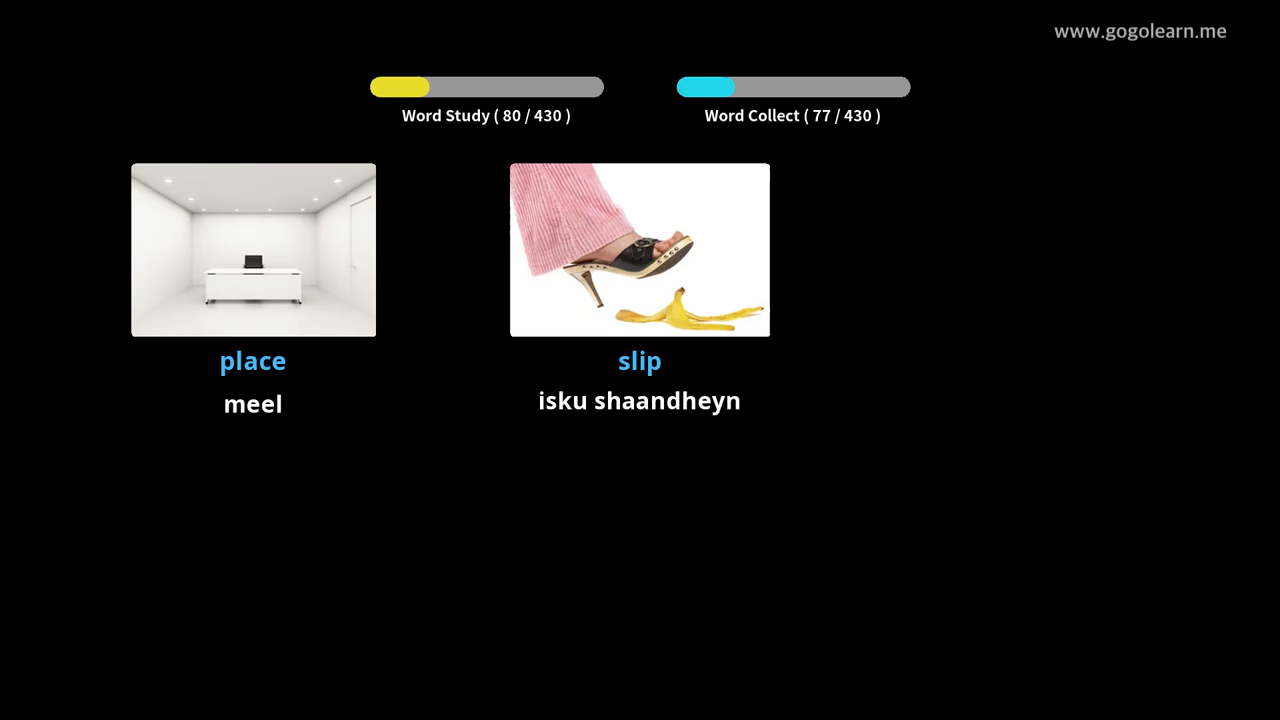 www.gogolearn.me
Word Study ( 80 / 430 )
Word Collect ( 77 / 430 )
place
meel
slip
isku shaandheyn